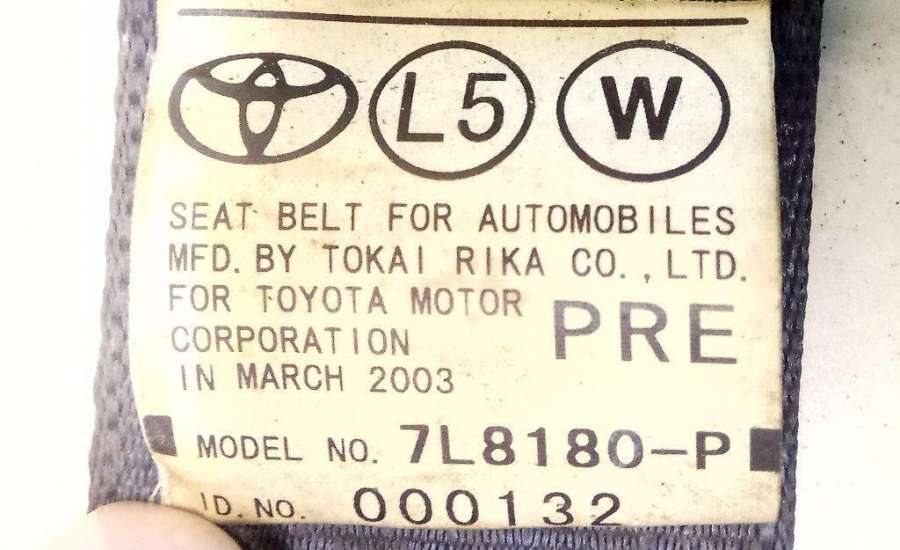 L5 W
SEAT BELT FOR AUTOMOBILES
MFD. BY TOKAI RIKA CO., LTD.
FOR TOYOTA MOTOR
CORPORATION
PRE
IN MARCH 2003
MODEL NO. 7L8180-P
ID. NO. 000132